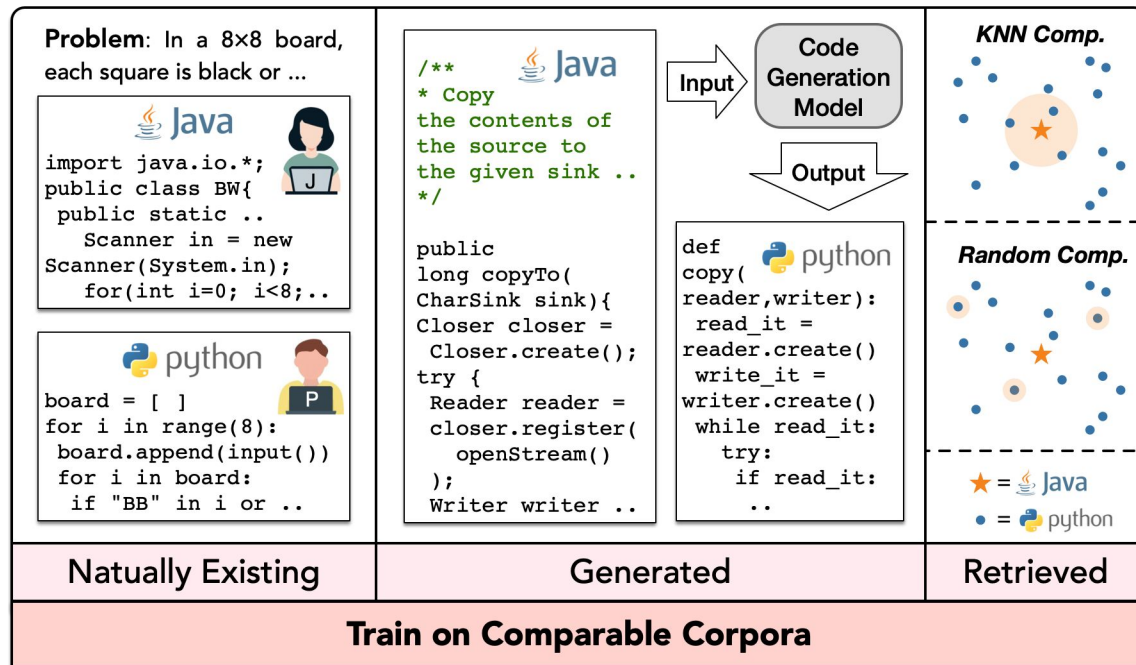 Problem: In a 8×8 board,
each square is black or ...
Java
import java.io.*;
public class BW{
public static ..
Scanner in = new
Scanner(System.in);
for(int i=0; i<8;..
J
python
board = [ ]
for i in range(8):
board.append(input())
for i in board:
if "BB" in i or ..
P
Natually Existing
Java
/**
* Copy
the contents of
the source to
the given sink ..
*/
public
long copyTo(
CharSink sink){
Closer closer =
Closer.create();
try {
Reader reader =
closer.register(
openStream()
);
Writer writer ..
Input
Code
Generation
Model
Output
python
def
copy(
reader,writer):
read_it =
reader.create()
write_it =
writer.create()
while read_it:
try:
if read_it:
..
Generated
KNN Comp.
Random Comp.
= Java
= python
Retrieved
Train on Comparable Corpora